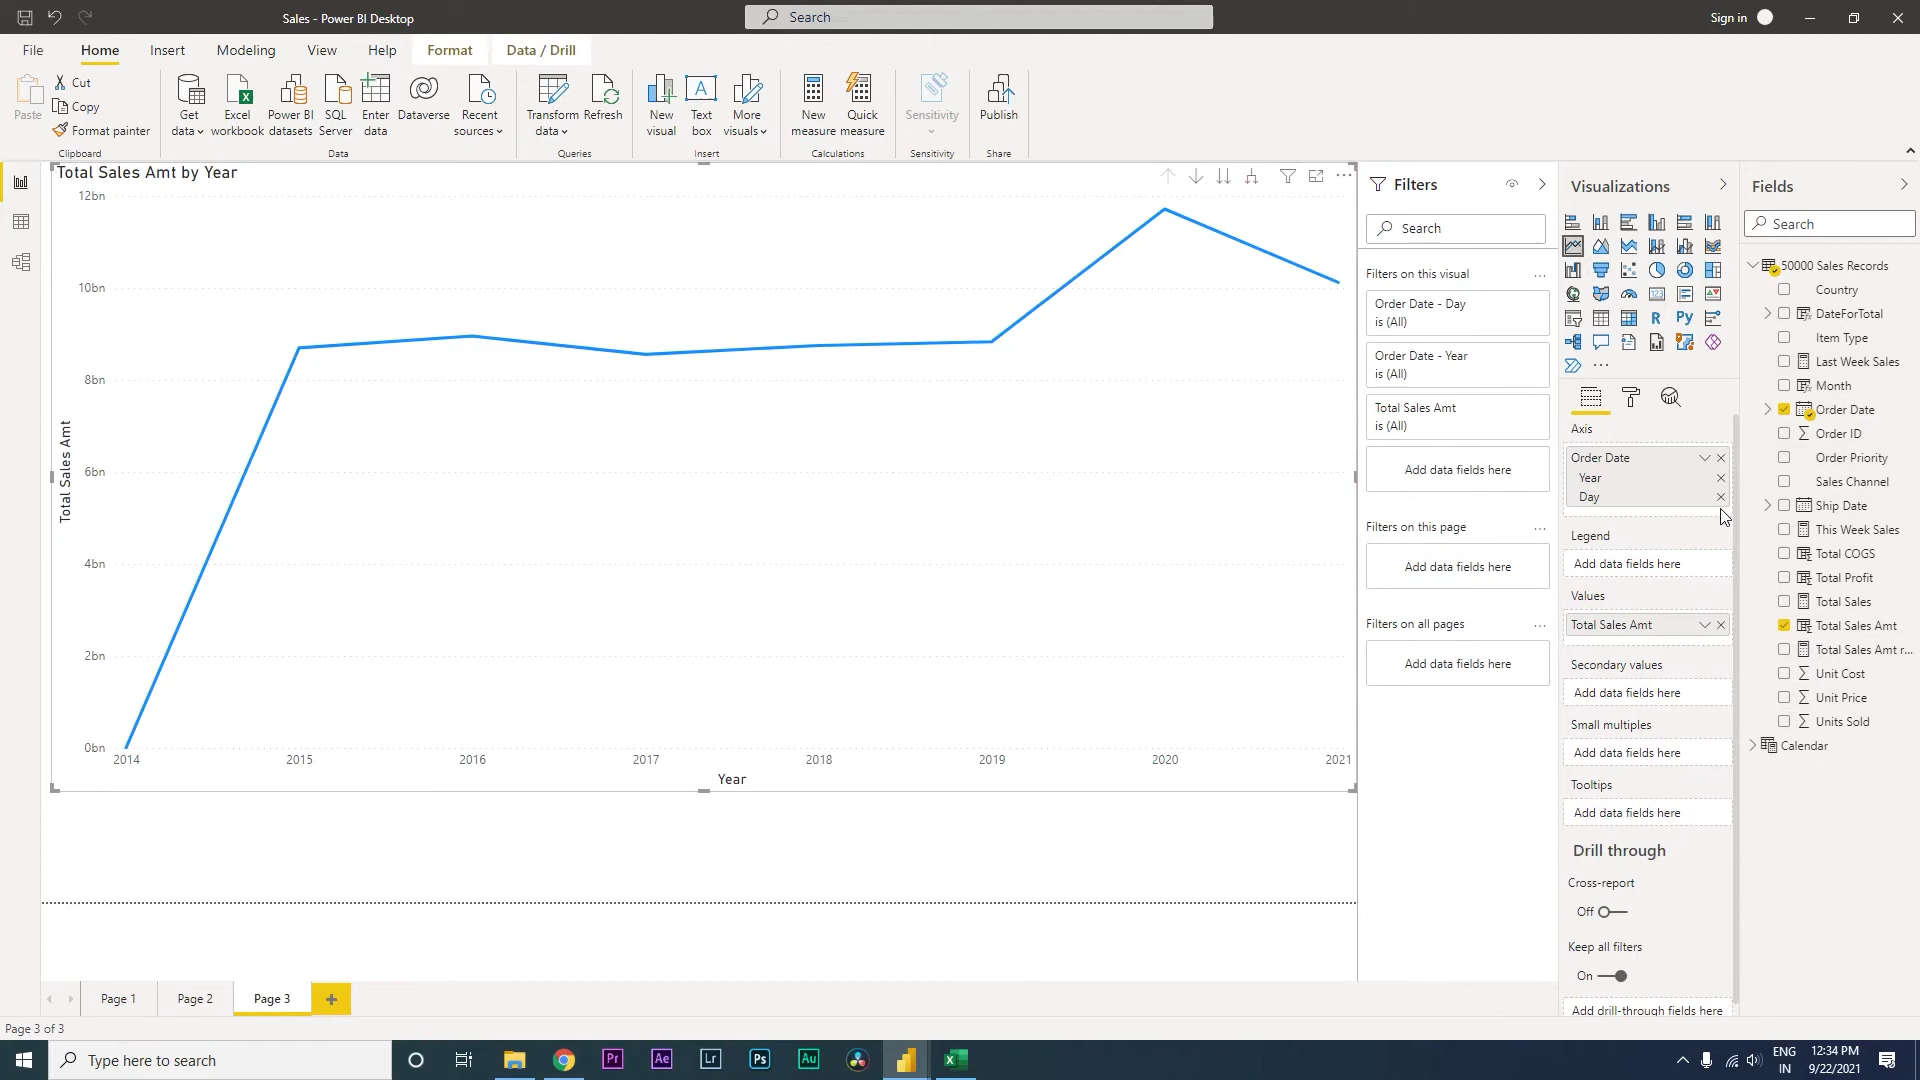 Sales - Power BI Desktop
Search
Sign in
File
Home
Insert
Modeling
View
Help
Format
Data / Drill
Paste
Cut
Copy
Format painter
Clipboard
Get data
Excel workbook
Power BI datasets
SQL Server
Enter data
Dataverse
Recent sources
Data
Transform data
Refresh
Queries
New visual
A
Text box
More visuals
Insert
New measure
Quick measure
Calculations
Sensitivity
Sensitivity
Publish
Share
Total Sales Amt by Year
12bn
10bn
8bn
6bn
4bn
2bn
0bn
Total Sales Amt
2014
2015
2016
2017
2018
2019
2020
2021
Year
Filters
Search
Filters on this visual
...
Order Date - Day
is (All)
Order Date - Year
is (All)
Total Sales Amt
is (All)
Add data fields here
Filters on this page
...
Add data fields here
Filters on all pages
...
Add data fields here
Visualizations
R
Py
...
Axis
Order Date
Year
Day
Legend
Add data fields here
Values
Total Sales Amt
Secondary values
Add data fields here
Small multiples
Add data fields here
Tooltips
Add data fields here
Drill through
Cross-report
Off
Keep all filters
On
Add drill-through fields here
Fields
Search
50000 Sales Records
Country
DateForTotal
Item Type
Last Week Sales
Month
Order Date
Order ID
Order Priority
Sales Channel
Ship Date
This Week Sales
Total COGS
Total Profit
Total Sales
Total Sales Amt
Total Sales Amt r...
Unit Cost
Unit Price
Units Sold
Calendar
Page 1
Page 2
Page 3
+
Page 3 of 3
Type here to search
Pr
Ae
Lr
Ps
Au
X
ENG
IN
12:34 PM
9/22/2021